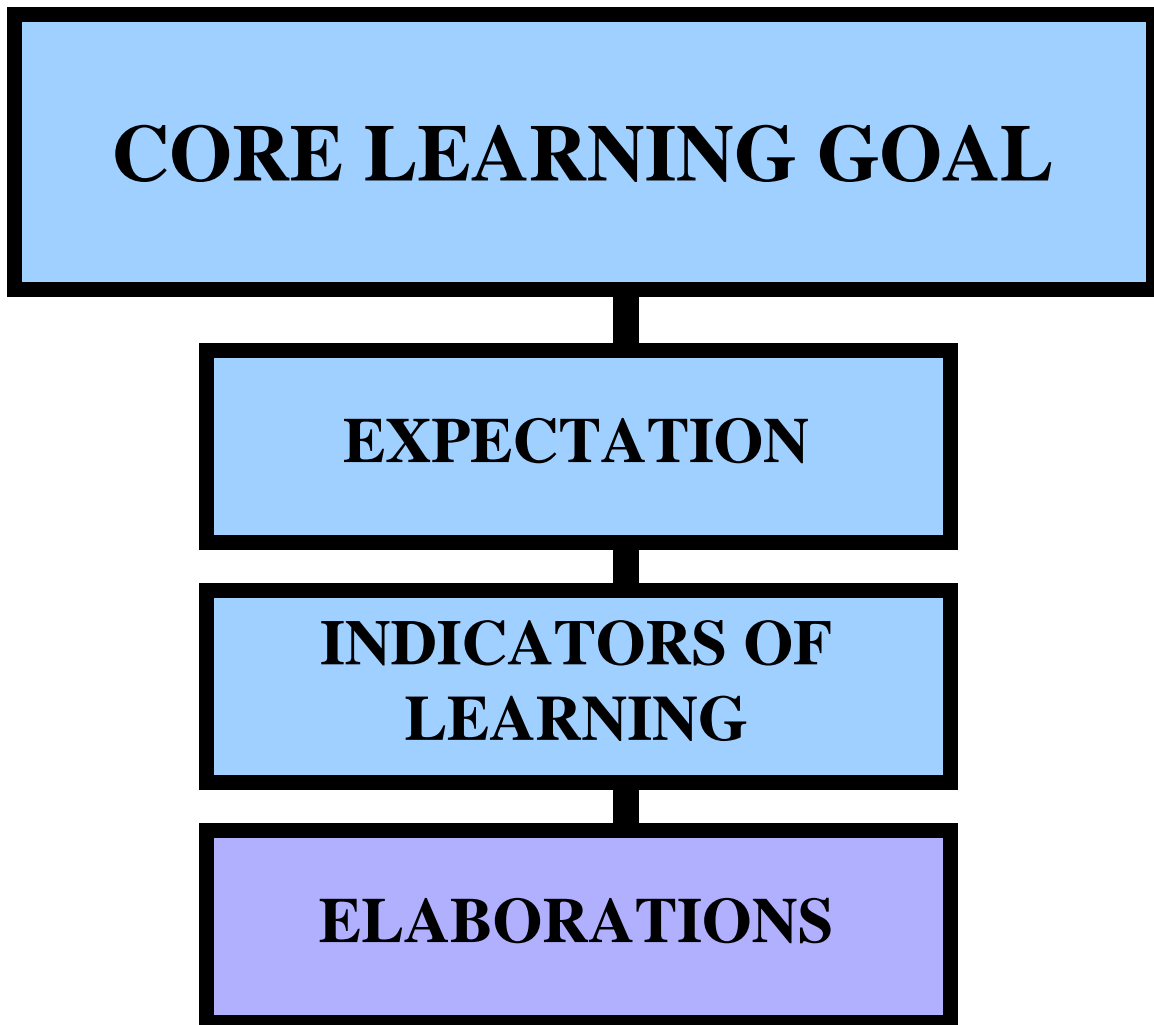 CORE LEARNING GOAL
EXPECTATION
INDICATORS OF
LEARNING
ELABORATIONS